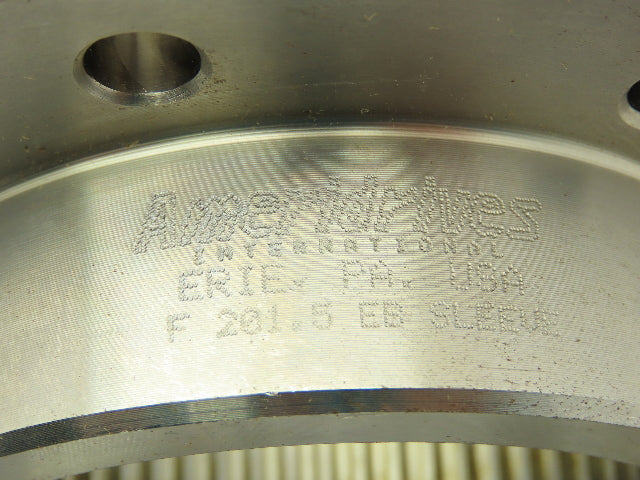 Ameridrives
INTERNATIONAL
ERIE, PA. USA
F 201.5 EB SLEEVE